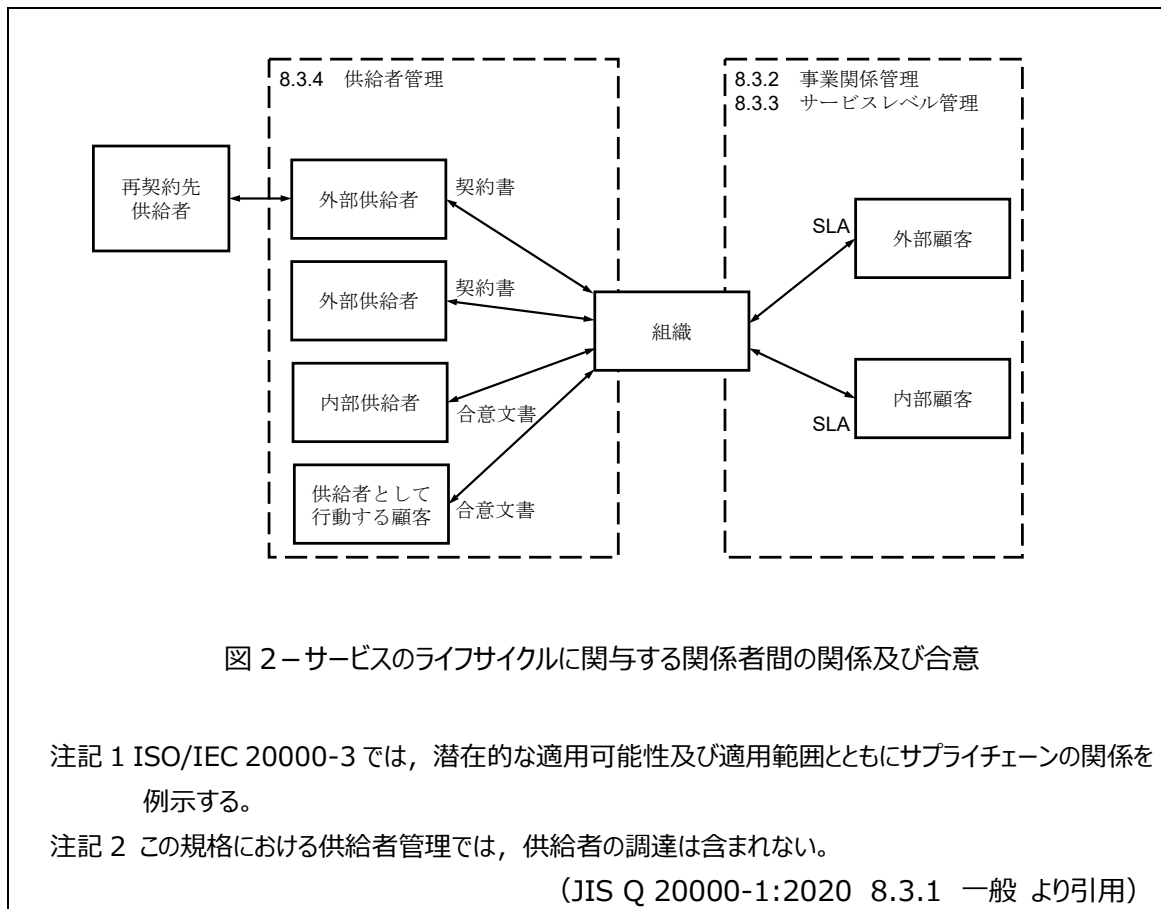 8.3.4 供給者管理
8.3.2 事業関係管理
8.3.3 サービスレベル管理
再契約先
供給者
外部供給者
契約書
SLA
外部顧客
外部供給者
契約書
組織
内部供給者
合意文書
内部顧客
SLA
供給者として
行動する顧客
合意文書
図 2－サービスのライフサイクルに関与する関係者間の関係及び合意
注記 1 ISO/IEC 20000-3 では，潜在的な適用可能性及び適用範囲とともにサプライチェーンの関係を
例示する。
注記 2 この規格における供給者管理では，供給者の調達は含まれない。
（JIS Q 20000-1:2020 8.3.1 一般 より引用）